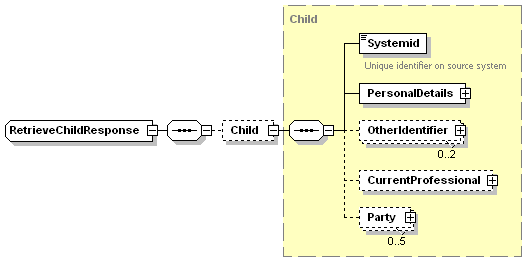 Child
Systemid
Unique identifier on source system
PersonalDetails
RetrieveChildResponse
Child
OtherIdentifier
0..2
CurrentProfessional
Party
0..5